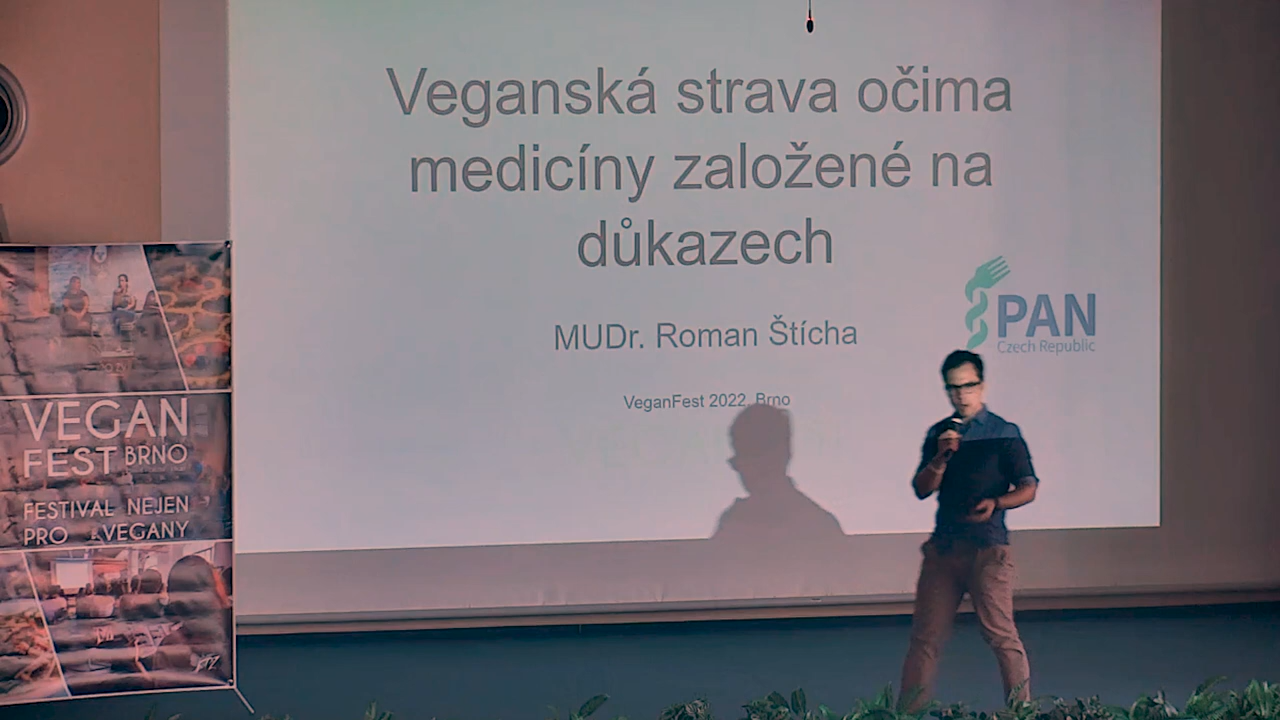 Veganská strava očima
medicíny založené na
důkazech
MUDr. Roman Štícha
PAN
Czech Republic
VeganFest 2022, Brno
VEGAN
FEST BRNO
FESTIVAL NEJEN
PRO VEGANY